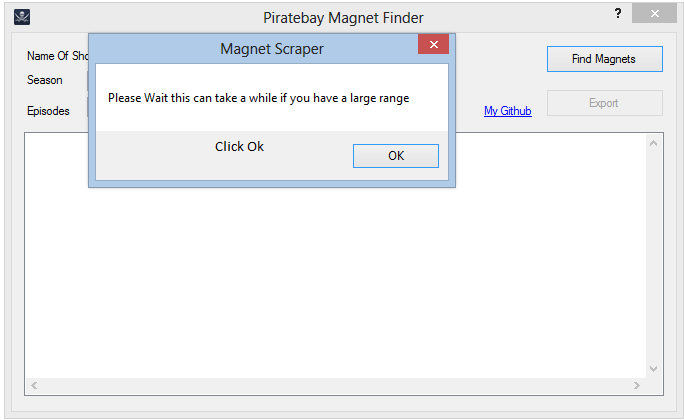 Piratebay Magnet Finder
?
Magnet Scraper
Name Of Sho
Find Magnets
Season
Please Wait this can take a while if you have a large range
Export
Episodes
My Github
Click Ok
OK